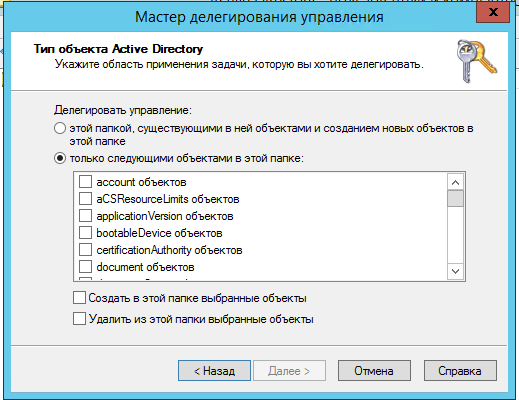 Мастер делегирования управления
x
Тип объекта Active Directory
Укажите область применения задачи, которую вы хотите делегировать.
Делегировать управление:
этой папкой, существующими в ней объектами и созданием новых объектов в
этой папке
только следующими объектами в этой папке:
account объектов
aCSResourceLimits объектов
applicationVersion объектов
bootableDevice объектов
certificationAuthority объектов
document объектов
Создать в этой папке выбранные объекты
Удалить из этой папки выбранные объекты
< Назад
Далее >
Отмена
Справка